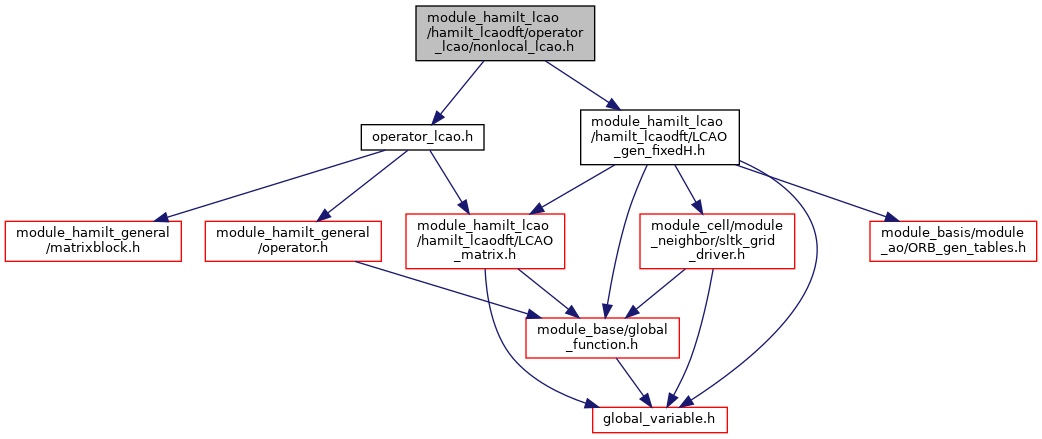 module_hamilt_lcao
/hamilt_lcaodft/operator
_lcao/nonlocal_lcao.h
operator_lcao.h
module_hamilt_lcao
/hamilt_lcaodft/LCAO
_gen_fixedH.h
module_hamilt_general
/matrixblock.h
module_hamilt_general
/operator.h
module_hamilt_lcao
/hamilt_lcaodft/LCAO
_matrix.h
module_cell/module
_neighbor/sltk_grid
_driver.h
module_basis/module
_ao/ORB_gen_tables.h
module_base/global
_function.h
global_variable.h